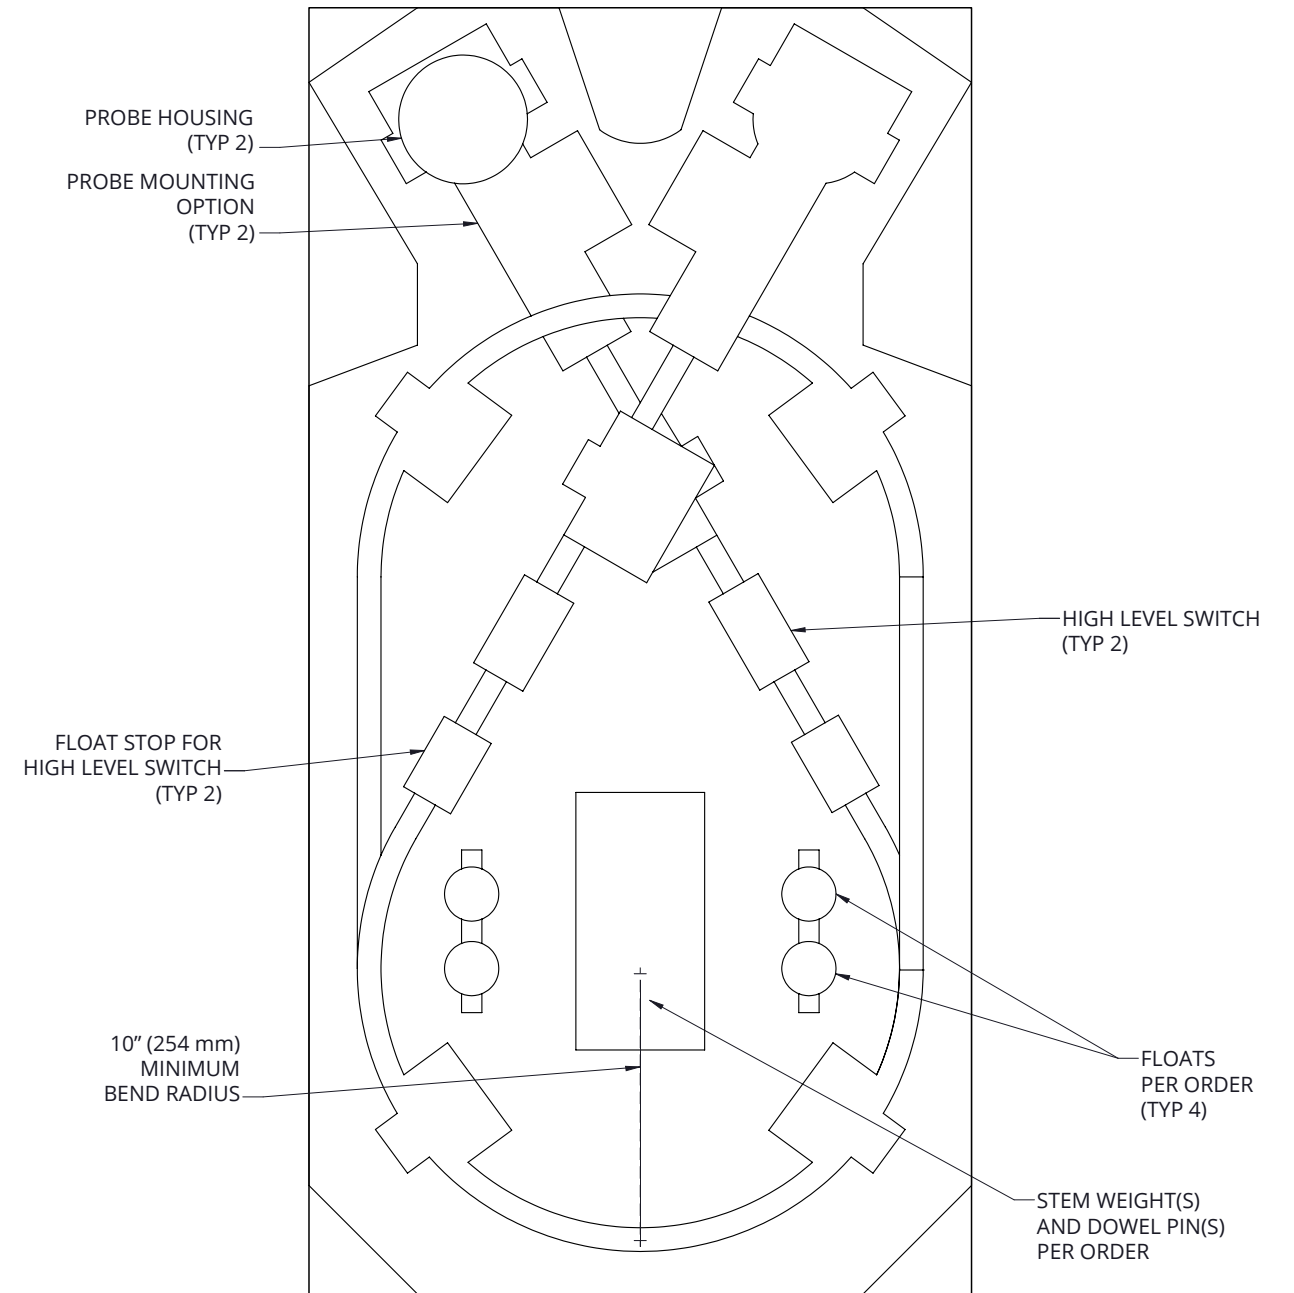 PROBE HOUSING
(TYP 2)
PROBE MOUNTING
OPTION
(TYP 2)
HIGH LEVEL SWITCH
(TYP 2)
FLOAT STOP FOR
HIGH LEVEL SWITCH
(TYP 2)
10” (254 mm)
MINIMUM
BEND RADIUS
FLOATS
PER ORDER
(TYP 4)
STEM WEIGHT(S)
AND DOWEL PIN(S)
PER ORDER